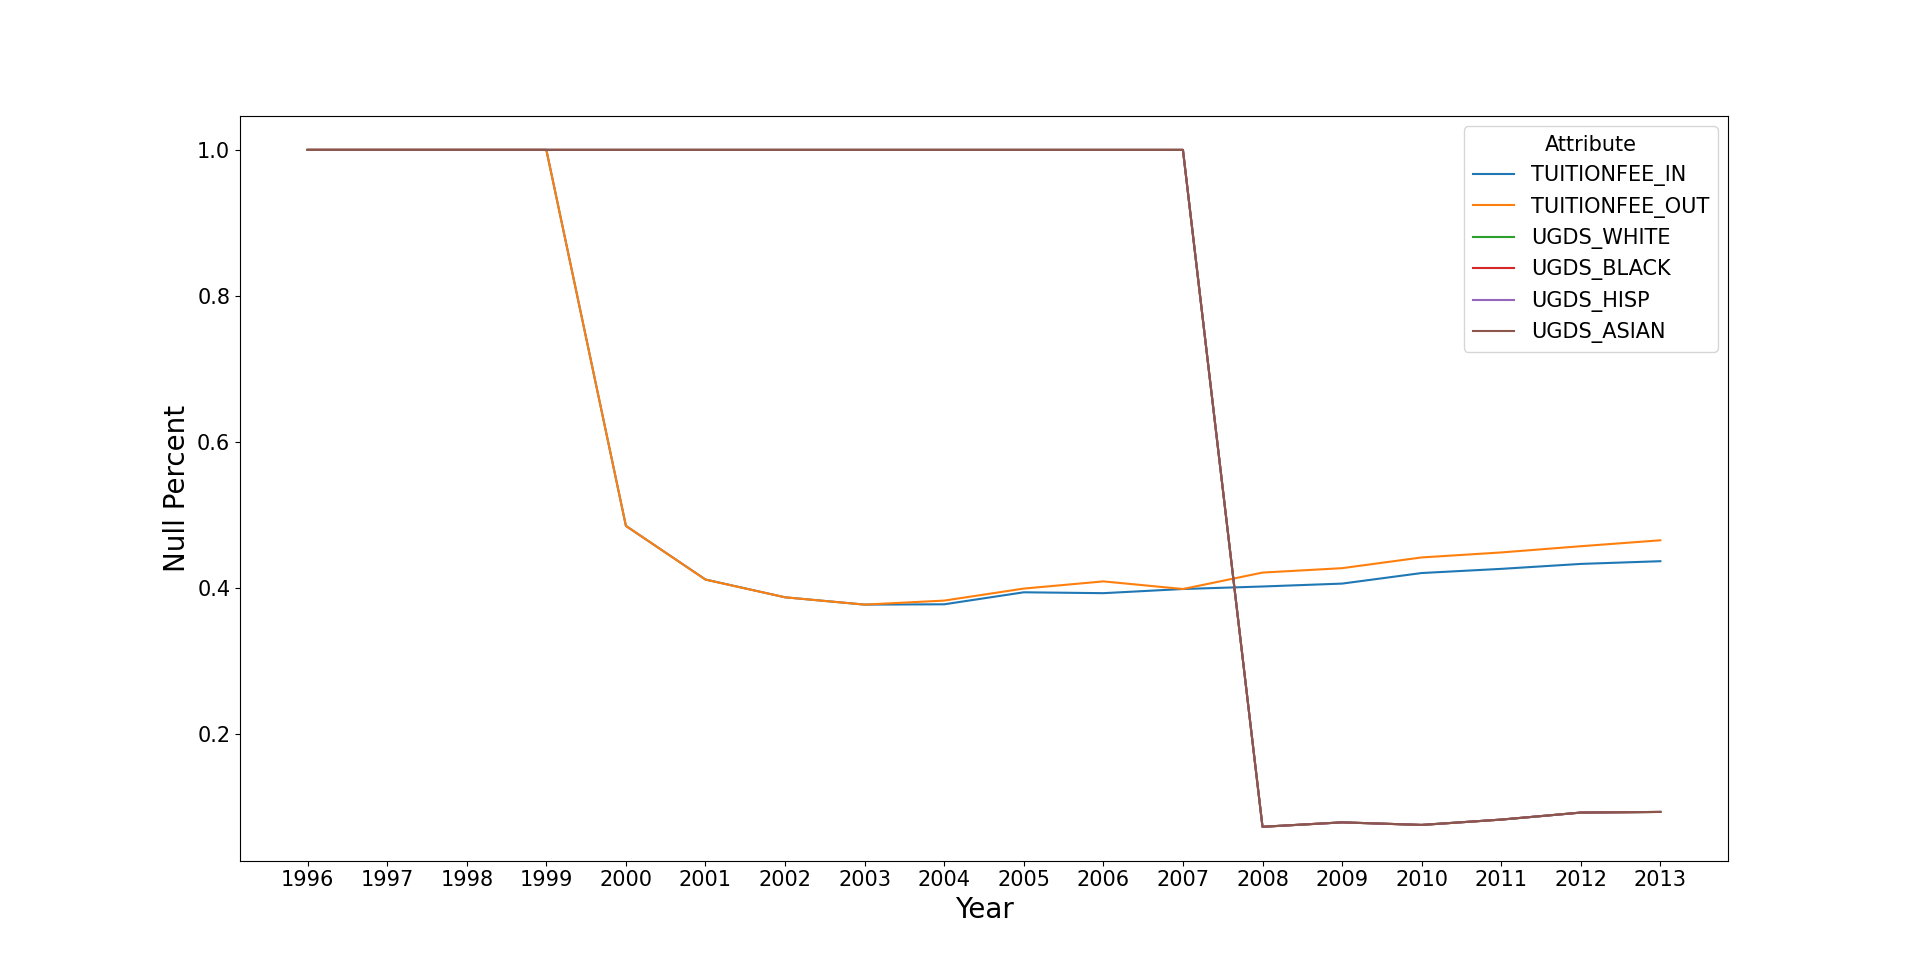 Attribute
TUITIONFEE_IN
TUITIONFEE_OUT
UGDS_WHITE
UGDS_BLACK
UGDS_HISP
UGDS_ASIAN
Null Percent
1.0
0.8
0.6
0.4
0.2
1996 1997 1998 1999 2000 2001 2002 2003 2004 2005 2006 2007 2008 2009 2010 2011 2012 2013
Year